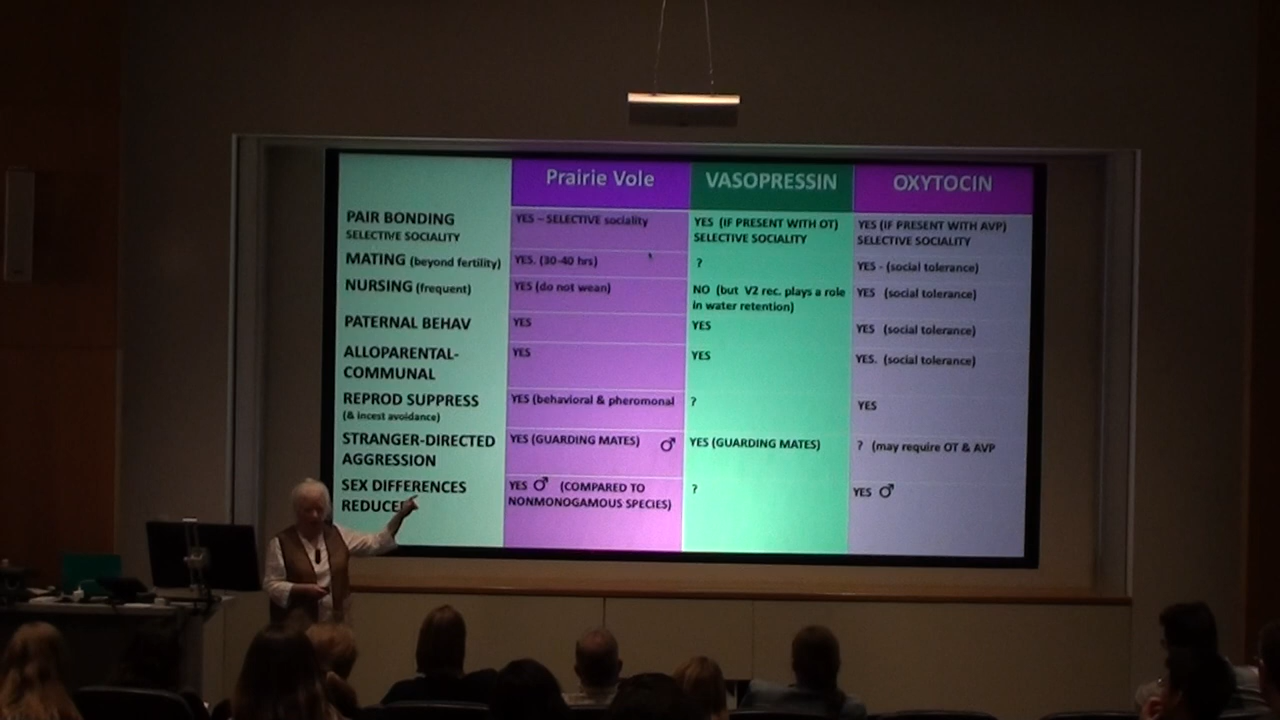 Prairie Vole VASOPRESSIN OXYTOCIN
PAIR BONDING YES – SELECTIVE sociality YES (IF PRESENT WITH OT) YES (IF PRESENT WITH AVP)
SELECTIVE SOCIALITY SELECTIVE SOCIALITY SELECTIVE SOCIALITY
MATING (beyond fertility) YES. (30-40 hrs) ? YES - (social tolerance)
NURSING (frequent) YES (do not wean) NO (but V2 rec. plays a role YES (social tolerance)
in water retention)
PATERNAL BEHAV YES YES YES (social tolerance)
ALLOPARENTAL- YES YES YES. (social tolerance)
COMMUNAL
REPROD SUPPRESS YES (behavioral & pheromonal ? YES
(& incest avoidance)
STRANGER-DIRECTED YES (GUARDING MATES) ♂ YES (GUARDING MATES) ? (may require OT & AVP
AGGRESSION
SEX DIFFERENCES YES ♂ (COMPARED TO ? YES ♂
NONMONOGAMOUS SPECIES)